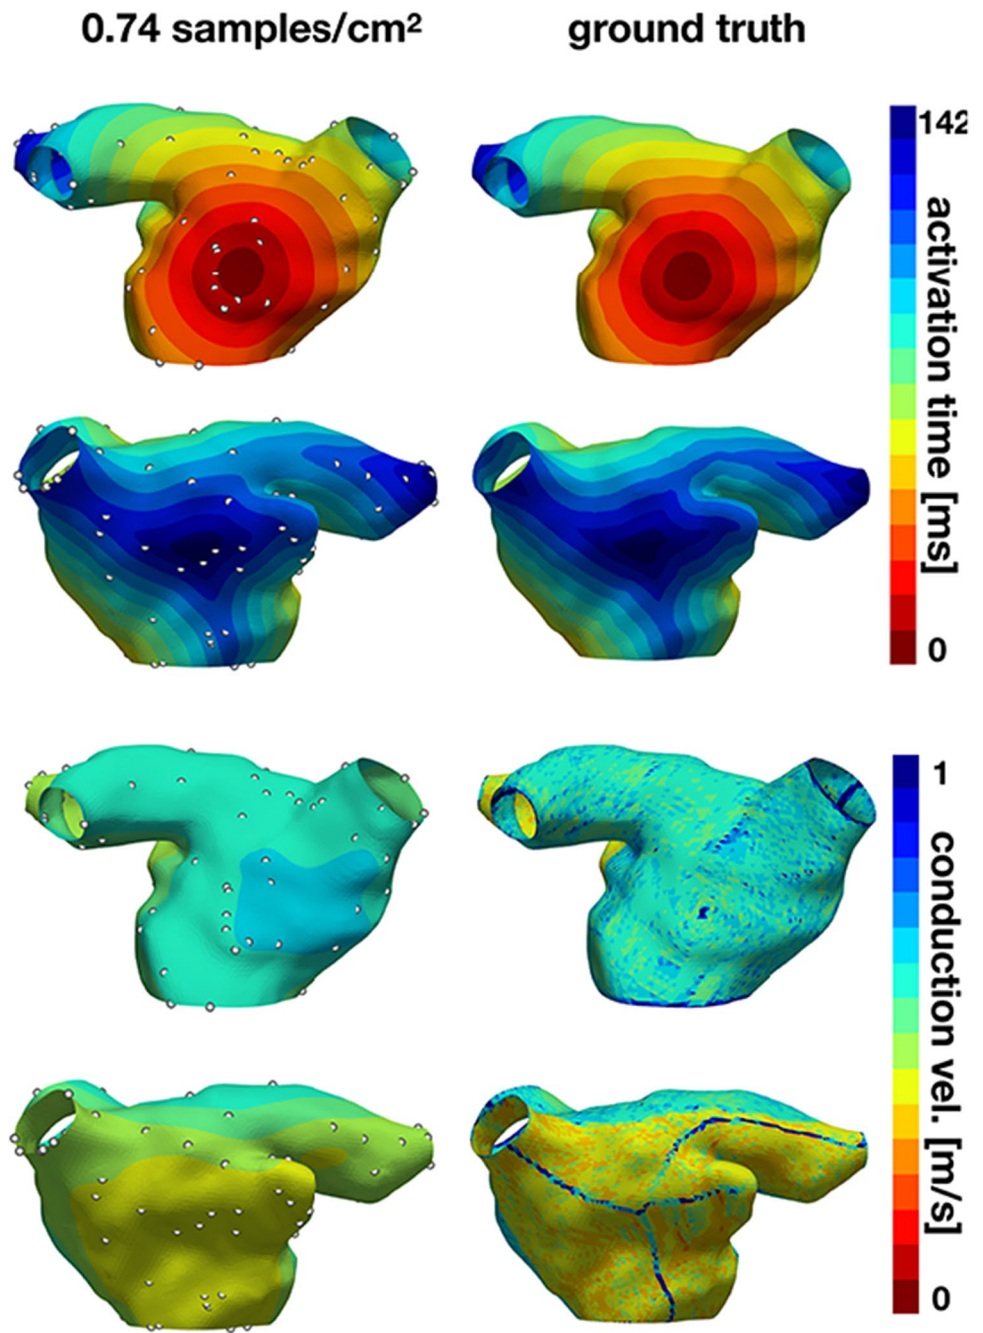 0.74 samples/cm²
ground truth
142
activation time [ms]
0
1
conduction vel. [m/s]
0